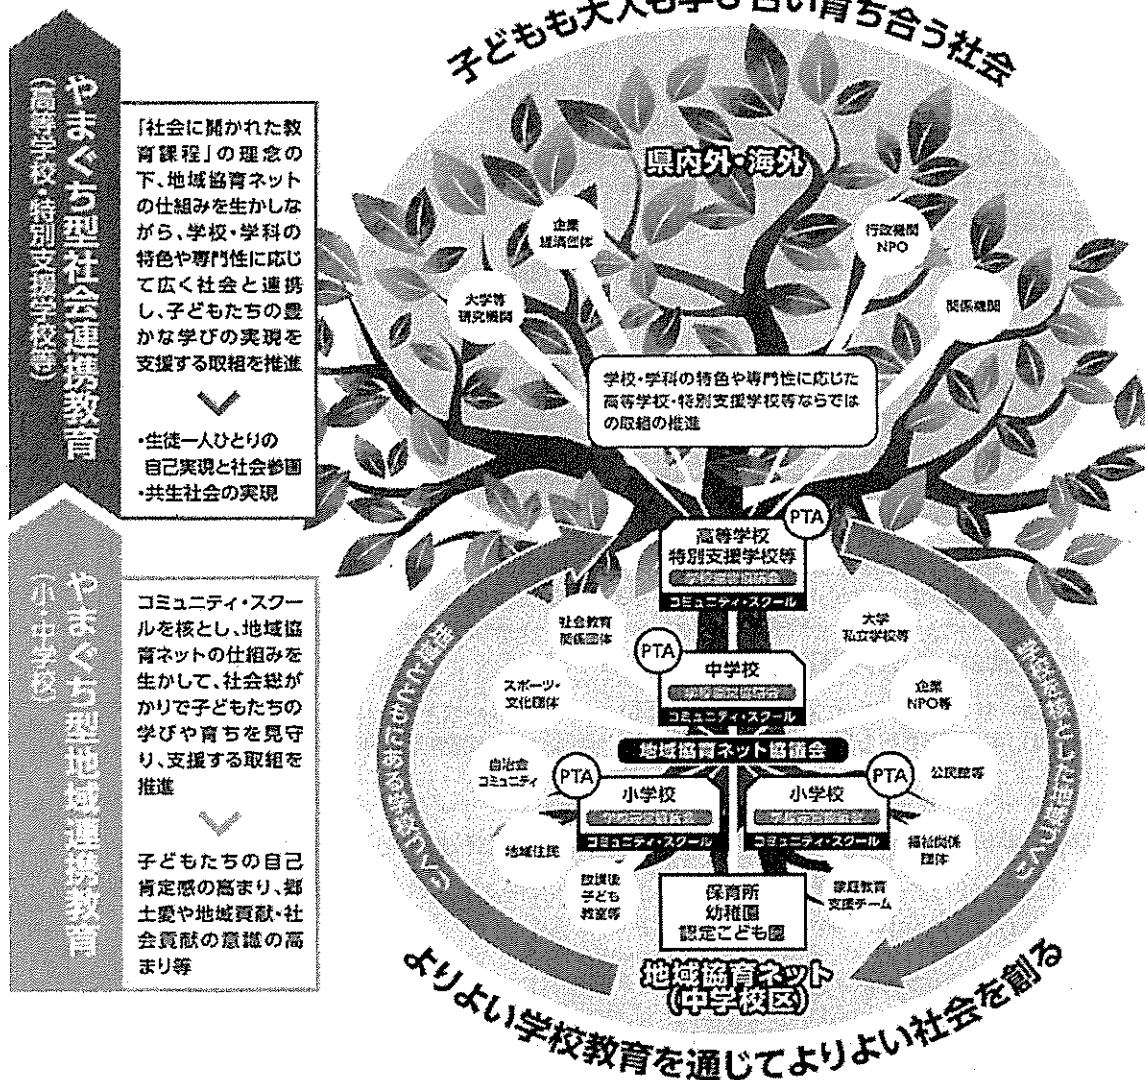 子どもも大人も学び合い育ち合う社会
やまぐち型社会連携教育
(高等学校・特別支援学校等)
「社会に開かれた教
育課程」の理念の
下、地域協育ネット
の仕組みを生かしな
がら、学校・学科の
特色や専門性に応じ
て広く社会と連携
し、子どもたちの豊
かな学びの実現を
支援する取組を推進
・生徒一人ひとりの
自己実現と社会参画
・共生社会の実現
やまぐち型地域連携教育
(小・中学校)
コミュニティ・スクー
ルを核とし、地域協
育ネットの仕組みを
生かして、社会総が
かりで子どもたちの
学びや育ちを見守
り、支援する取組を
推進
子どもたちの自己
肯定感の高まり、郷
土愛や地域貢献・社
会貢献の意識の高
まり等
県内外・海外
企業
経済団体
行政機関
NPO
大学等
研究機関
関係機関
学校・学科の特色や専門性に応じた
高等学校・特別支援学校等ならでは
の取組の推進
PTA
高等学校
特別支援学校等
コミュニティ・スクール
社会教育
関係団体
大学
私立学校等
PTA
中学校
コミュニティ・スクール
スポーツ・
文化団体
企業
NPO等
地域協育ネット協議会
自治会
コミュニティ
PTA
小学校
コミュニティ・スクール
小学校
PTA
コミュニティ・スクール
公民館等
地域住民
福祉関係
団体
放課後
子ども
教室等
保育所
幼稚園
認定こども園
家庭教育
支援チーム
地域協育ネット
(中学校区)
よりよい学校教育を通じてよりよい社会を創る